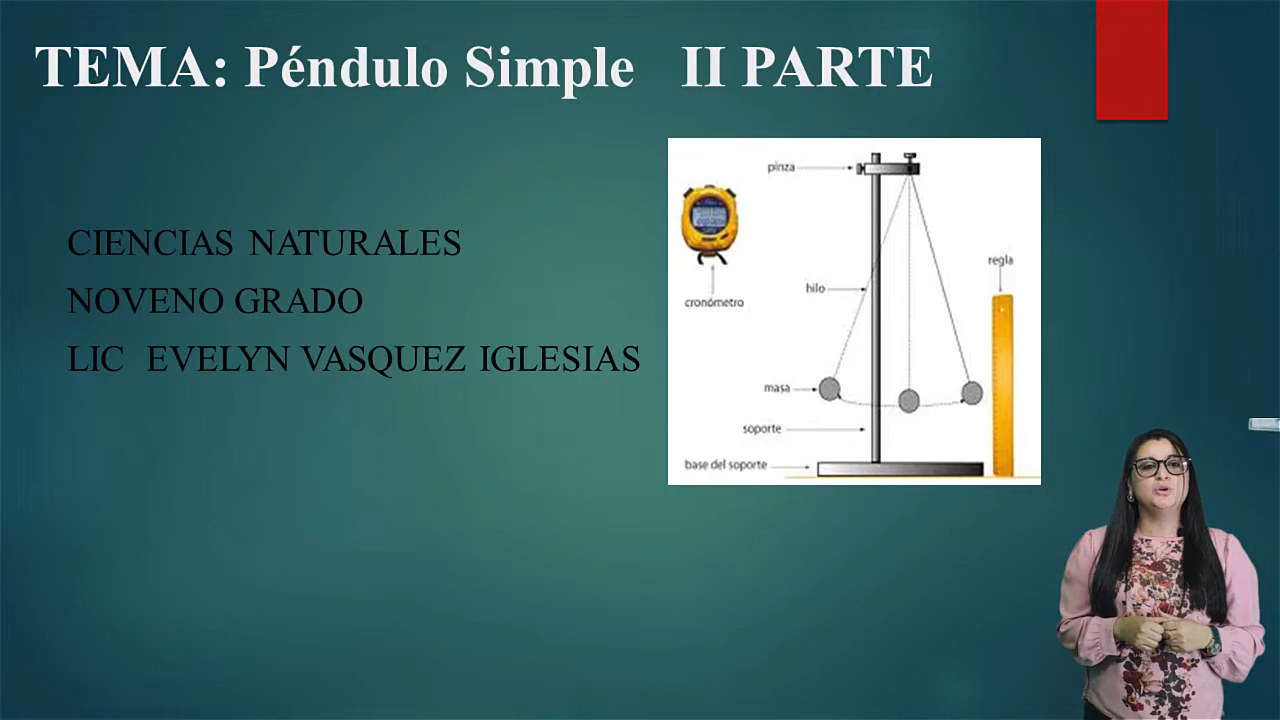 TEMA: Péndulo Simple II PARTE
CIENCIAS NATURALES
NOVENO GRADO
LIC EVELYN VASQUEZ IGLESIAS
pinza
cronómetro
hilo
regla
masa
soporte
base del soporte